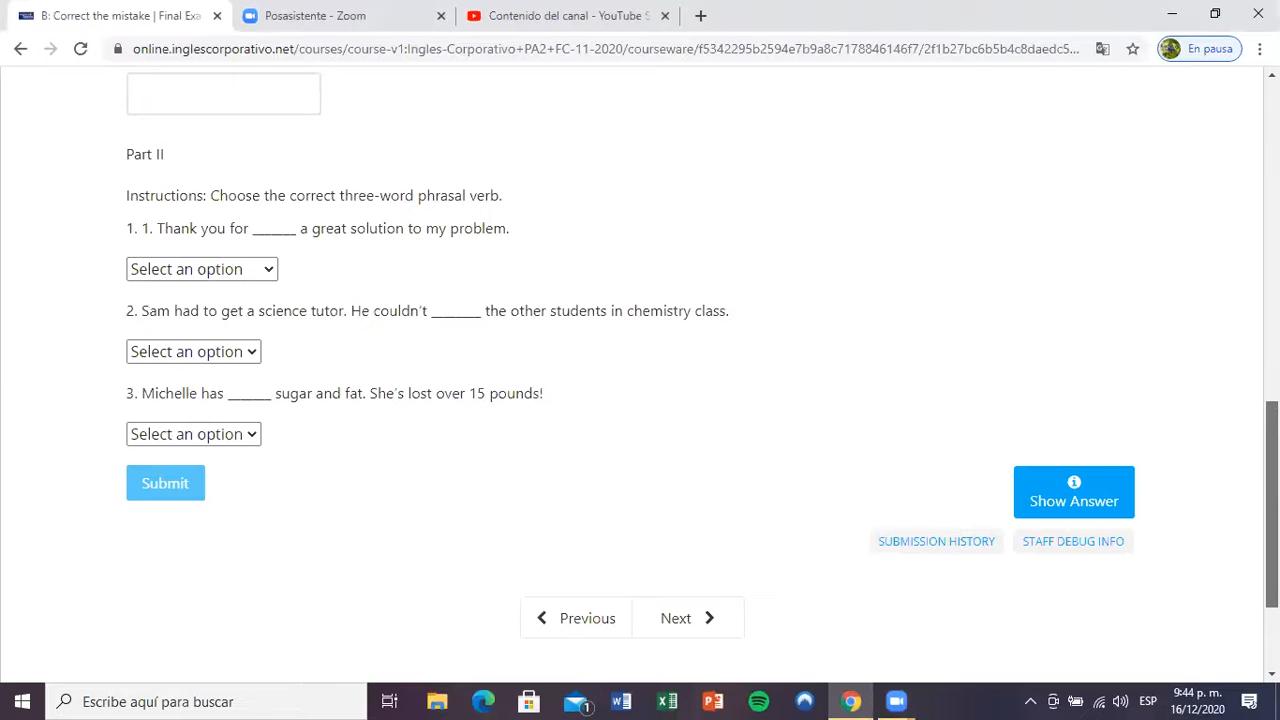 B: Correct the mistake | Final Exa
Posasistente - Zoom
Contenido del canal - YouTube S
online.inglescorporativo.net/courses/course-v1:Ingles-Corporativo+PA2+FC-11-2020/courseware/f5342295b2594e7b9a8c7178846146f7/2f1b27bc6b5b4c8daedc5...
En pausa
Part II
Instructions: Choose the correct three-word phrasal verb.
1. 1. Thank you for _______ a great solution to my problem.
Select an option
2. Sam had to get a science tutor. He couldn't ________ the other students in chemistry class.
Select an option
3. Michelle has _______ sugar and fat. She's lost over 15 pounds!
Select an option
Submit
Show Answer
SUBMISSION HISTORY
STAFF DEBUG INFO
Previous
Next
Escribe aquí para buscar
1
ESP
9:44 p. m.
16/12/2020